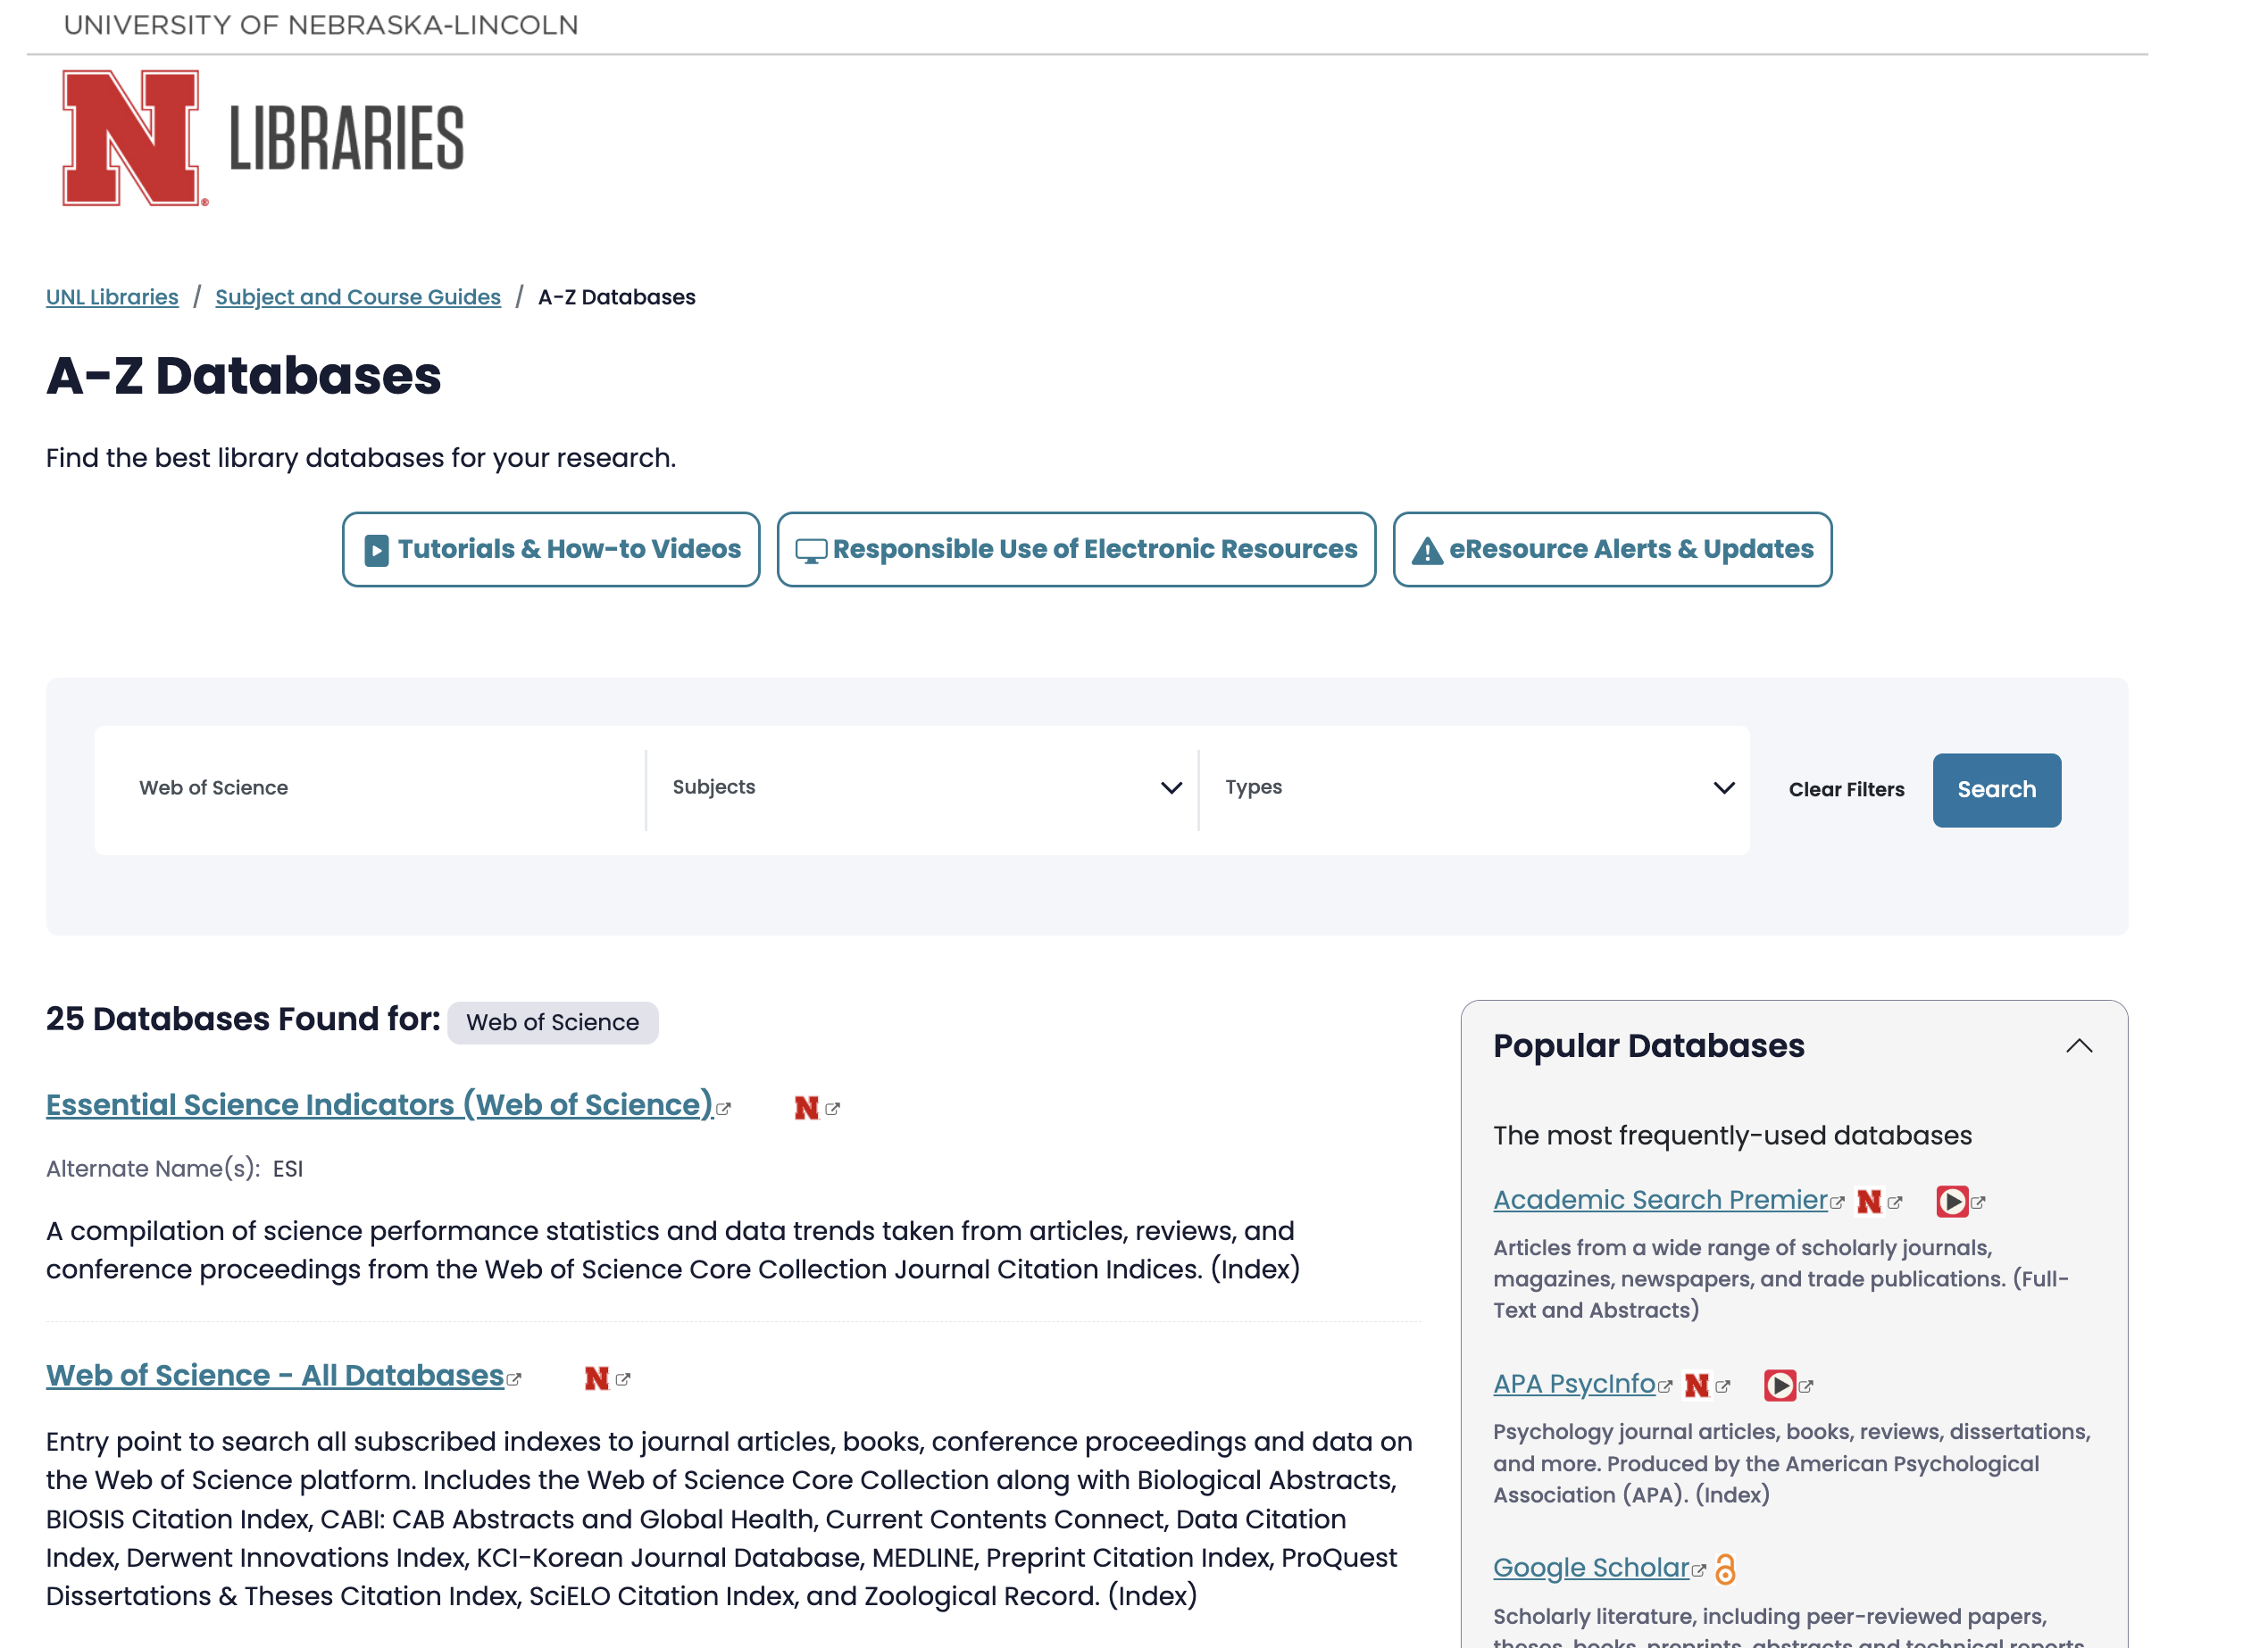 UNIVERSITY OF NEBRASKA-LINCOLN
N
LIBRARIES
UNL Libraries / Subject and Course Guides / A-Z Databases
A-Z Databases
Find the best library databases for your research.
Tutorials & How-to Videos
Responsible Use of Electronic Resources
eResource Alerts & Updates
Web of Science
Subjects
Types
Clear Filters
Search
25 Databases Found for: Web of Science
Essential Science Indicators (Web of Science)
N
Alternate Name(s): ESI
A compilation of science performance statistics and data trends taken from articles, reviews, and
conference proceedings from the Web of Science Core Collection Journal Citation Indices. (Index)
Web of Science - All Databases
N
Entry point to search all subscribed indexes to journal articles, books, conference proceedings and data on
the Web of Science platform. Includes the Web of Science Core Collection along with Biological Abstracts,
BIOSIS Citation Index, CABI: CAB Abstracts and Global Health, Current Contents Connect, Data Citation
Index, Derwent Innovations Index, KCI-Korean Journal Database, MEDLINE, Preprint Citation Index, ProQuest
Dissertations & Theses Citation Index, SciELO Citation Index, and Zoological Record. (Index)
Popular Databases
The most frequently-used databases
Academic Search Premier
N
Articles from a wide range of scholarly journals,
magazines, newspapers, and trade publications. (Full-
Text and Abstracts)
APA PsycInfo
N
Psychology journal articles, books, reviews, dissertations,
and more. Produced by the American Psychological
Association (APA). (Index)
Google Scholar
Scholarly literature, including peer-reviewed papers,
theses, books, preprints, abstracts and technical reports